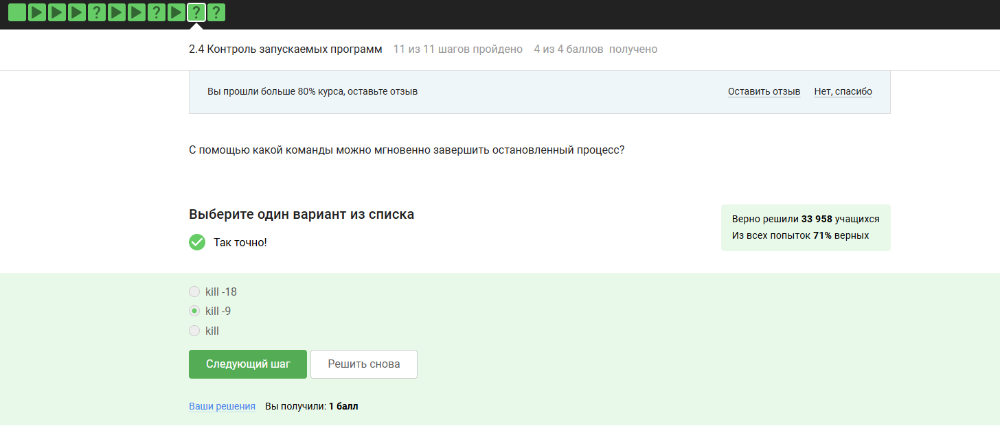 ? ? ? ?
2.4 Контроль запускаемых программ 11 из 11 шагов пройдено 4 из 4 баллов получено
Вы прошли больше 80% курса, оставьте отзыв Оставить отзыв Нет, спасибо
С помощью какой команды можно мгновенно завершить остановленный процесс?
Выберите один вариант из списка
Верно решили 33 958 учащихся
Из всех попыток 71% верных
Так точно!
kill -18
kill -9
kill
Следующий шаг Решить снова
Ваши решения Вы получили: 1 балл